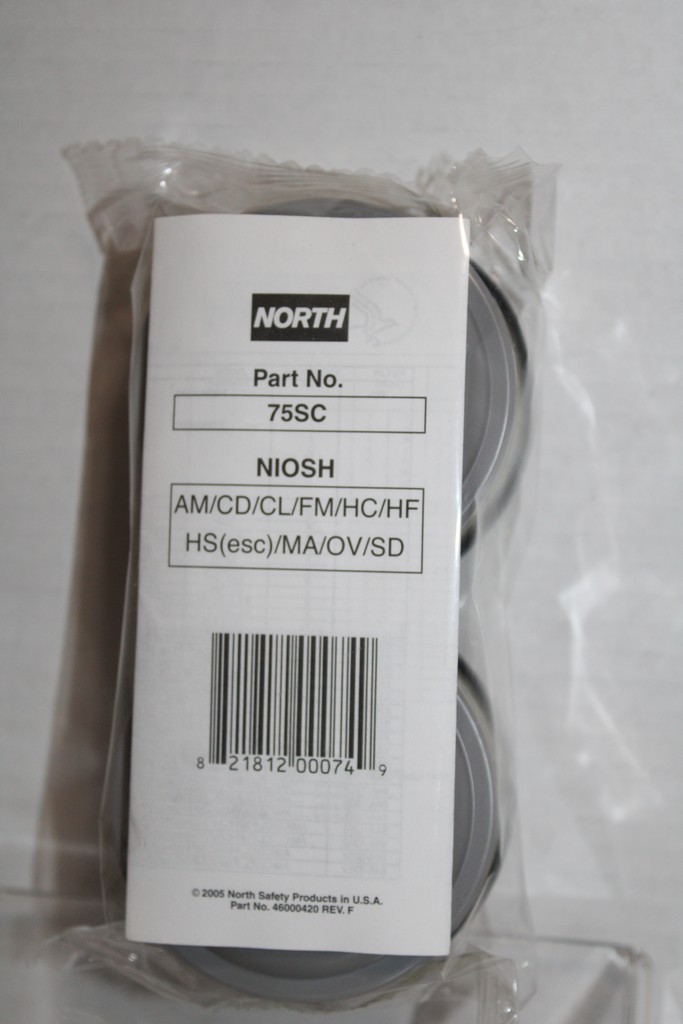 NORTH
Part No.
75SC
NIOSH
AM/CD/CL/FM/HC/HF
HS(esc)/MA/OV/SD
8 21812 00074 9
© 2005 North Safety Products in U.S.A.
Part No. 46000420 REV. F